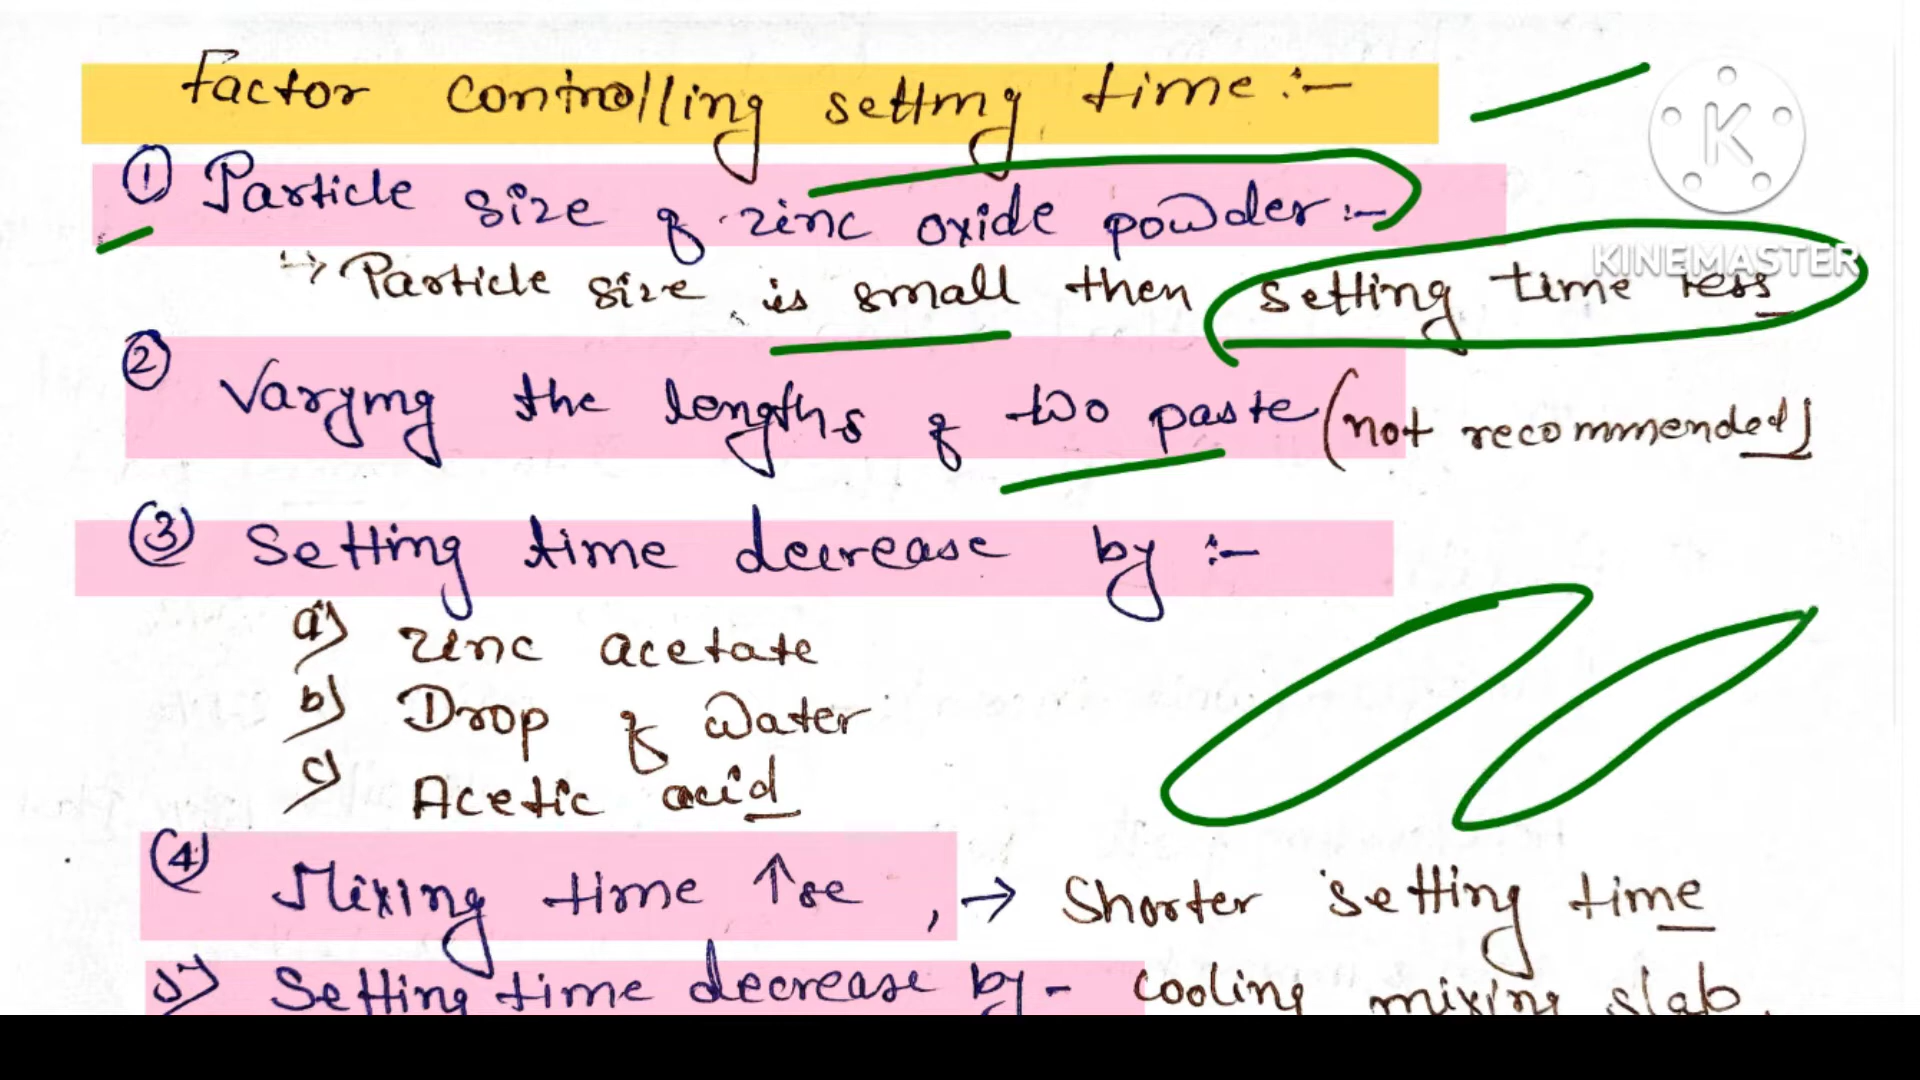 Factor controlling setting time:-
① Particle size of zinc oxide powder:-
→ Particle size is small then setting time less
② Varying the lengths of two paste (not recommended)
③ Setting time decrease by:-
a) zinc acetate
b) Drop of water
c) Acetic acid
④ Mixing time ↑se, → Shorter setting time
5) Setting time decrease by - cooling mixing slab.
K
KINEMASTER